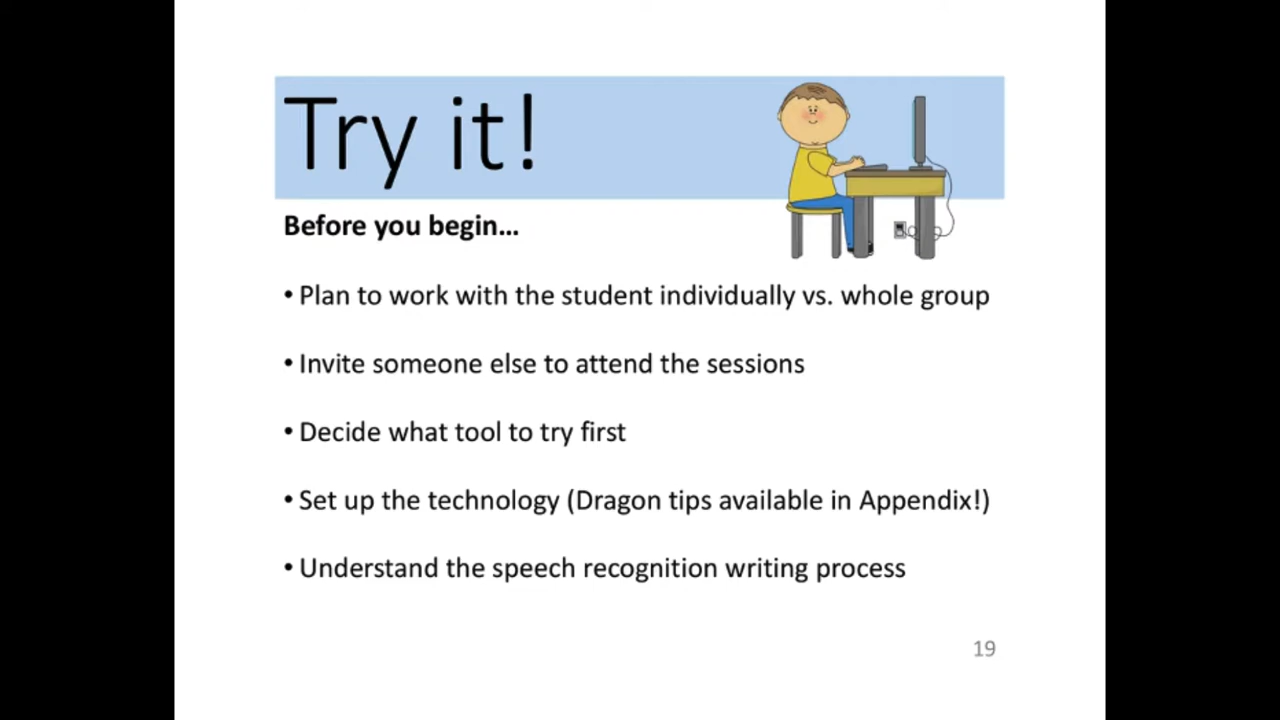 Try it!
Before you begin…
• Plan to work with the student individually vs. whole group
• Invite someone else to attend the sessions
• Decide what tool to try first
• Set up the technology (Dragon tips available in Appendix!)
• Understand the speech recognition writing process
19